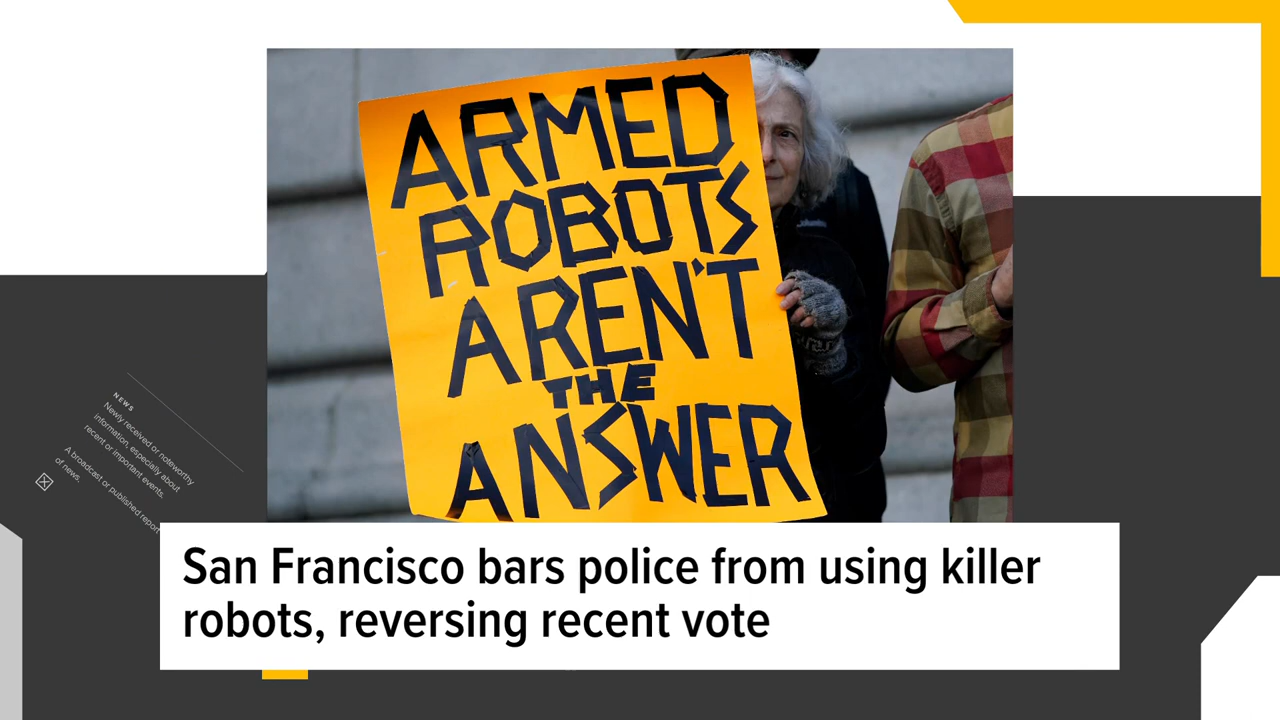 ARMED
ROBOTS
AREN'T
THE
ANSWER
NEWS
Newly received or noteworthy
information, especially about
recent or important events.
A broadcast or published report
of news.
San Francisco bars police from using killer
robots, reversing recent vote